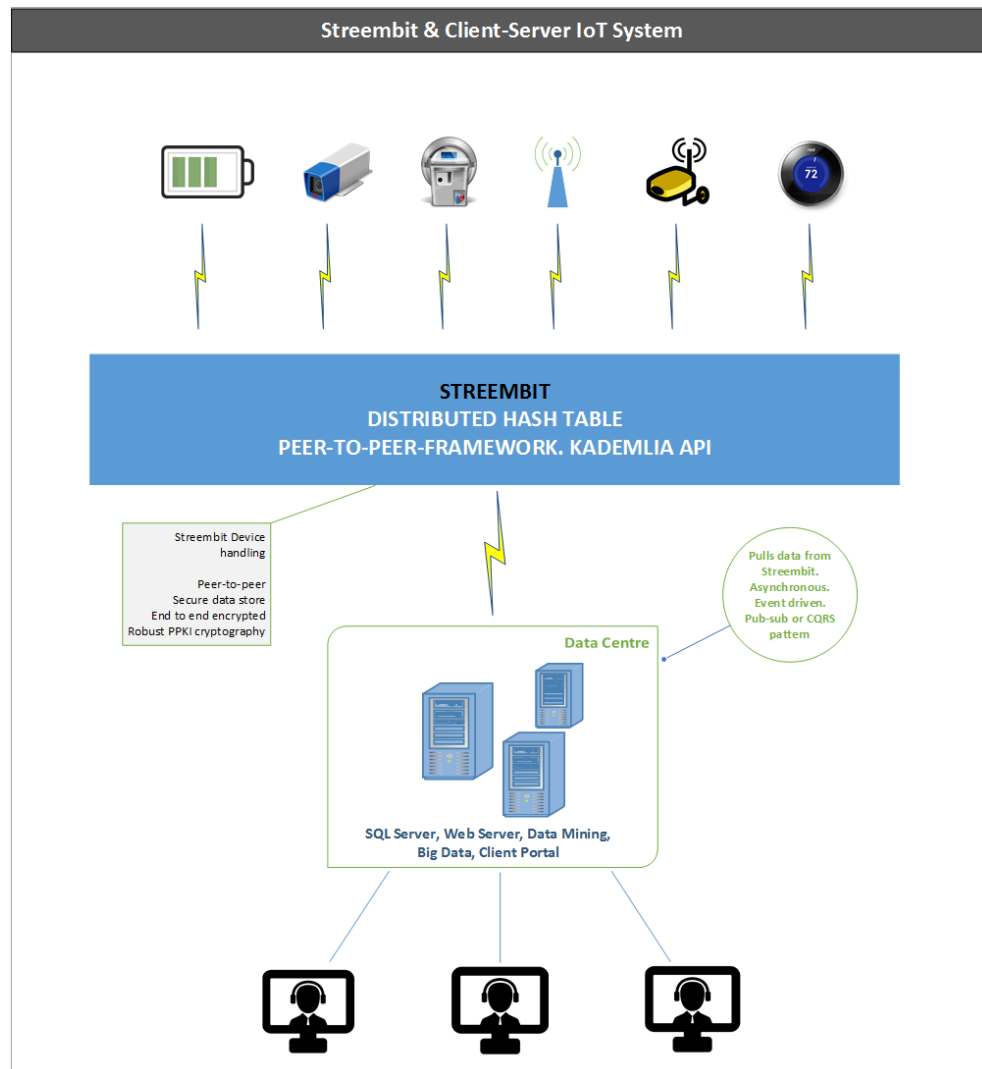 Streembit & Client-Server IoT System
72
STREEMBIT
DISTRIBUTED HASH TABLE
PEER-TO-PEER-FRAMEWORK. KADEMLIA API
Streembit Device
handling
Peer-to-peer
Secure data store
End to end encrypted
Robust PPKI cryptography
Pulls data from
Streembit.
Asynchronous.
Event driven.
Pub-sub or CQRS
pattern
Data Centre
SQL Server, Web Server, Data Mining,
Big Data, Client Portal